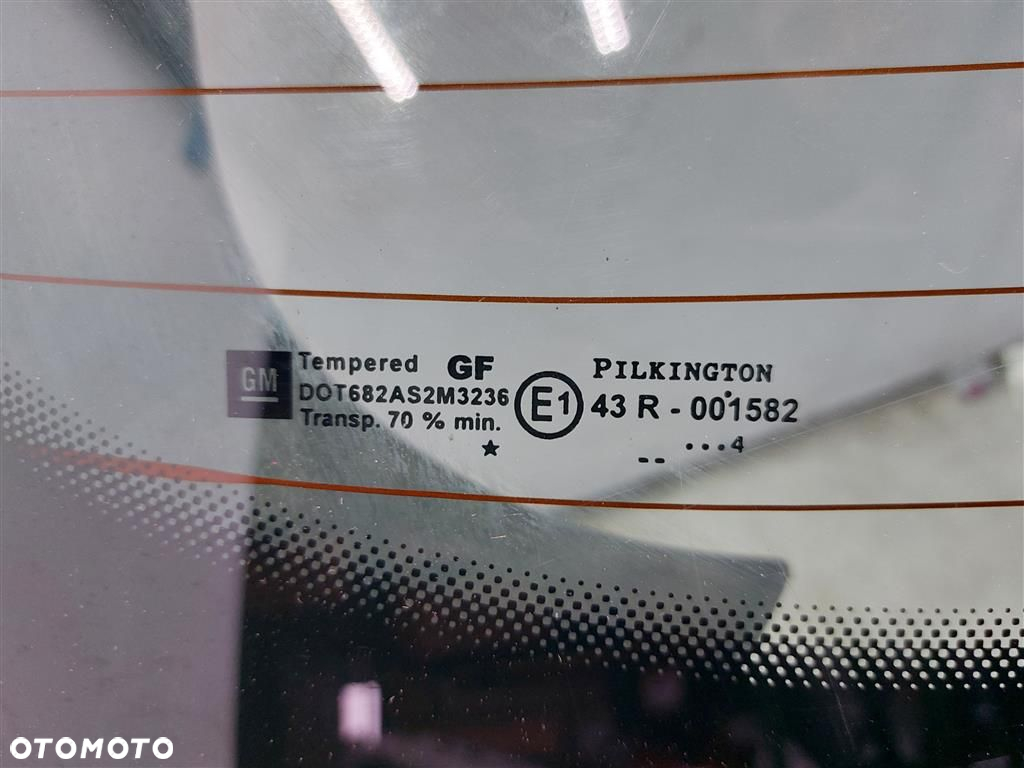 GM
Tempered GF
DOT682AS2M3236
Transp. 70 % min.
E1
PILKINGTON
43 R - 001582
...4
--
OTOMOTO